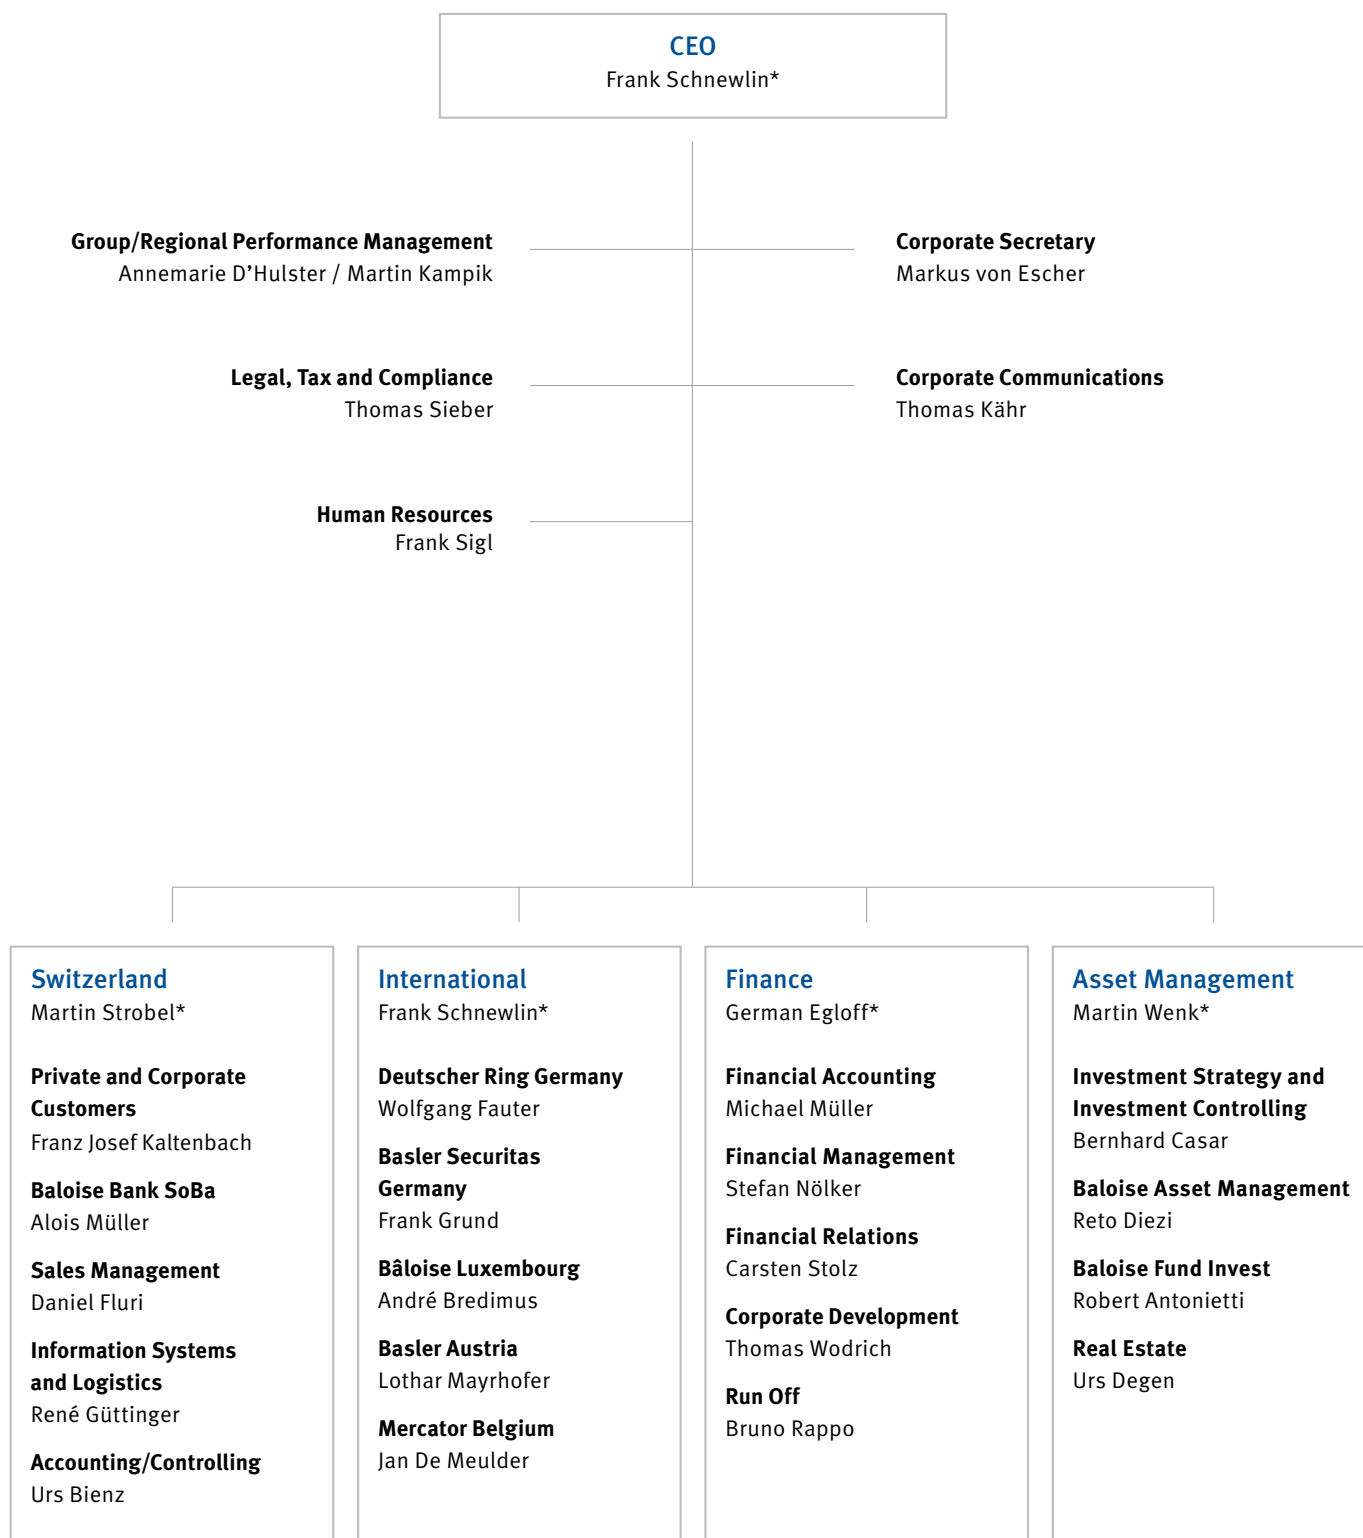 CEO
Frank Schnewlin*
Group/Regional Performance Management
Annemarie D’Hulster / Martin Kampik
Corporate Secretary
Markus von Escher
Legal, Tax and Compliance
Thomas Sieber
Corporate Communications
Thomas Kähr
Human Resources
Frank Sigl
Switzerland
Martin Strobel*
Private and Corporate
Customers
Franz Josef Kaltenbach
Baloise Bank SoBa
Alois Müller
Sales Management
Daniel Fluri
Information Systems
and Logistics
René Güttinger
Accounting/Controlling
Urs Bienz
International
Frank Schnewlin*
Deutscher Ring Germany
Wolfgang Fauter
Basler Securitas
Germany
Frank Grund
Bâloise Luxembourg
André Bredimus
Basler Austria
Lothar Mayrhofer
Mercator Belgium
Jan De Meulder
Finance
German Egloff*
Financial Accounting
Michael Müller
Financial Management
Stefan Nölker
Financial Relations
Carsten Stolz
Corporate Development
Thomas Wodrich
Run Off
Bruno Rappo
Asset Management
Martin Wenk*
Investment Strategy and
Investment Controlling
Bernhard Casar
Baloise Asset Management
Reto Diezi
Baloise Fund Invest
Robert Antonietti
Real Estate
Urs Degen